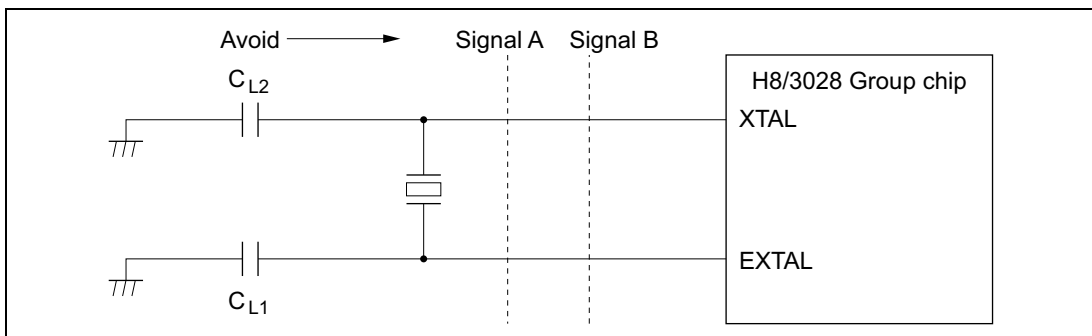 Avoid
Signal A
Signal B
CL2
H8/3028 Group chip
XTAL
EXTAL
CL1